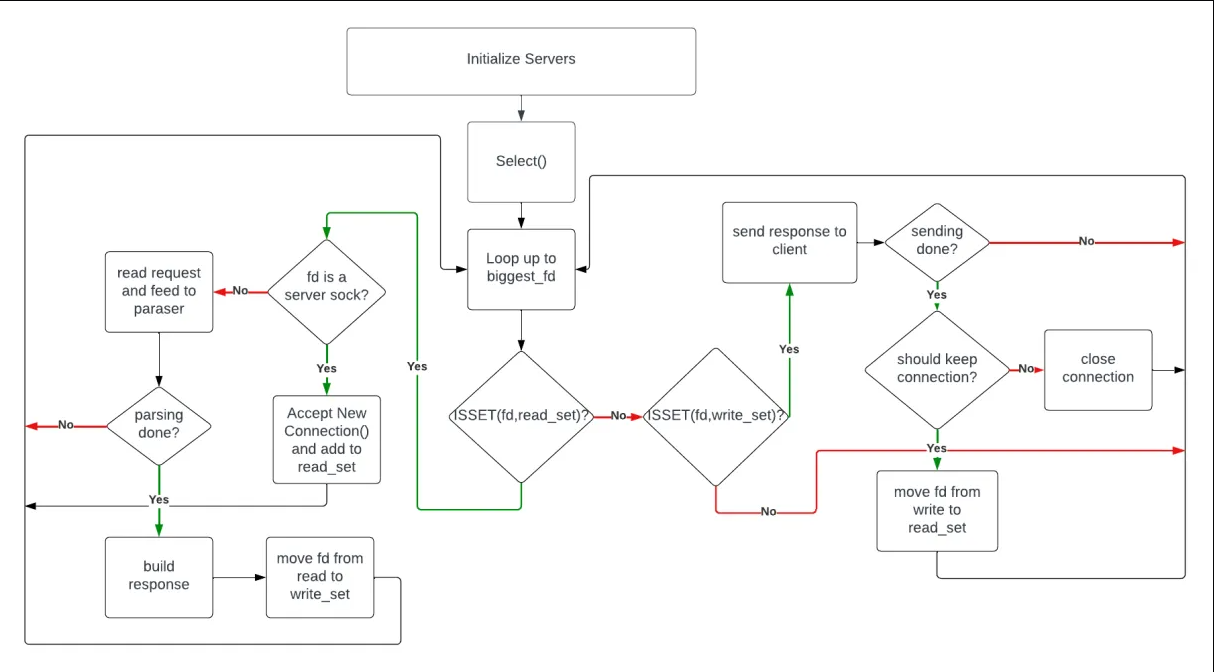 Initialize Servers
Select()
Loop up to
biggest_fd
ISSET(fd,read_set)?
Yes
No
fd is a
server sock?
No
Yes
read request
and feed to
paraser
parsing
done?
No
Yes
Accept New
Connection()
and add to
read_set
build
response
move fd from
read to
write_set
ISSET(fd,write_set)?
Yes
No
send response to
client
sending
done?
No
Yes
should keep
connection?
No
Yes
close
connection
move fd from
write to
read_set